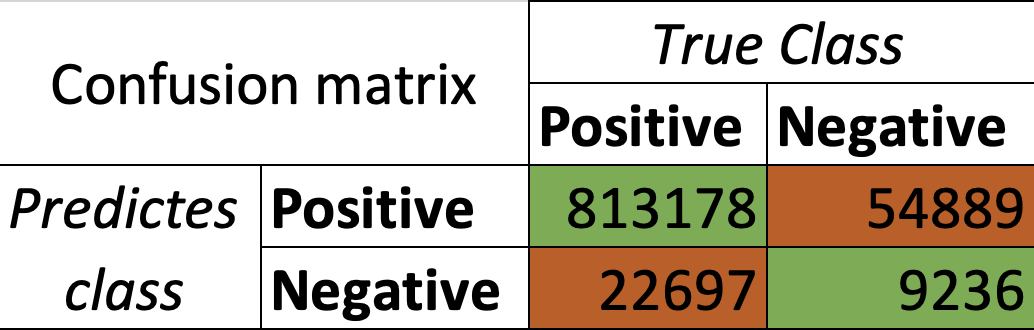 Confusion matrix
True Class
Positive Negative
Predictes class
Positive 813178 54889
Negative 22697 9236